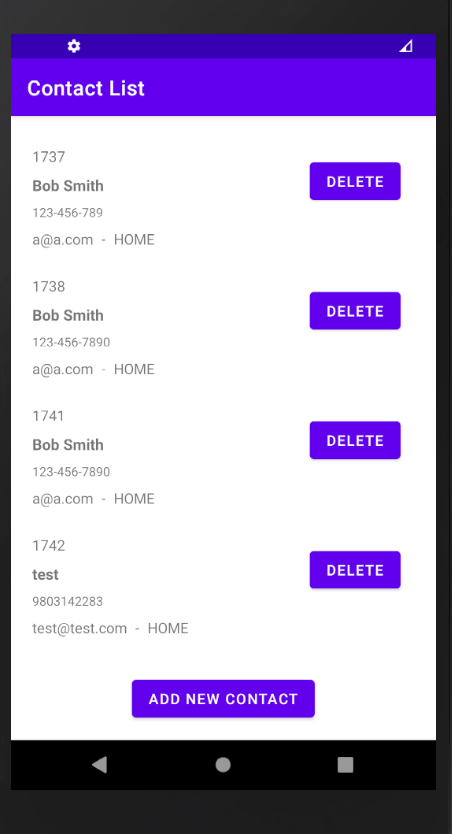 Contact List
1737
Bob Smith
DELETE
123-456-789
a@a.com - HOME
1738
Bob Smith
DELETE
123-456-7890
a@a.com - HOME
1741
Bob Smith
DELETE
123-456-7890
a@a.com - HOME
1742
test
DELETE
9803142283
test@test.com - HOME
ADD NEW CONTACT